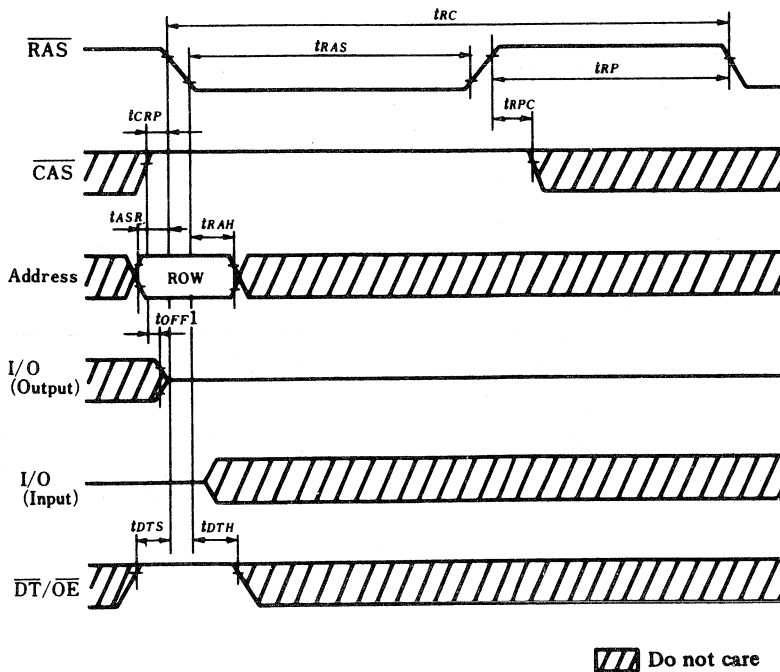 tRC
RAS
tRAS
tRP
tCRP
tRPC
CAS
tASR
tRAH
Address
ROW
tOFF1
I/O
(Output)
I/O
(Input)
tDTS
tDTH
DT/OE
Do not care